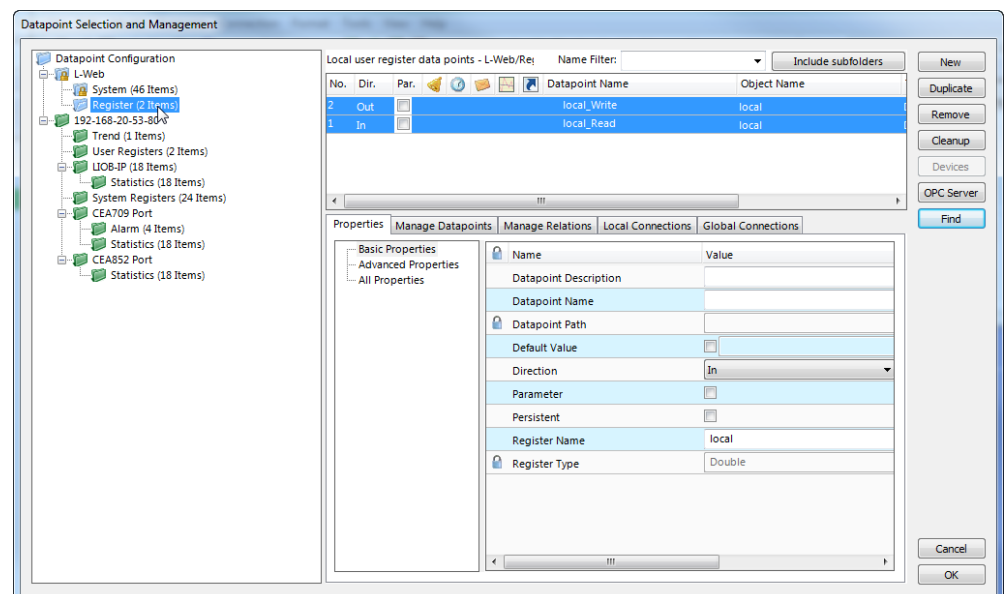 Datapoint Selection and Management
Datapoint Configuration
L-Web
System (46 Items)
Register (2 Items)
192-168-20-53-80
Trend (1 Items)
User Registers (2 Items)
LIOB-IP (18 Items)
Statistics (18 Items)
System Registers (24 Items)
CEA709 Port
Alarm (4 Items)
Statistics (18 Items)
CEA852 Port
Statistics (18 Items)
Local user register data points - L-Web/Re Name Filter: Include subfolders
No. Dir. Par. Datapoint Name Object Name
2 Out local_Write local
1 In local_Read local
Properties Manage Datapoints Manage Relations Local Connections Global Connections
Basic Properties
Advanced Properties
All Properties
Name Value
Datapoint Description
Datapoint Name
Datapoint Path
Default Value
Direction In
Parameter
Persistent
Register Name local
Register Type Double
New
Duplicate
Remove
Cleanup
Devices
OPC Server
Find
Cancel
OK